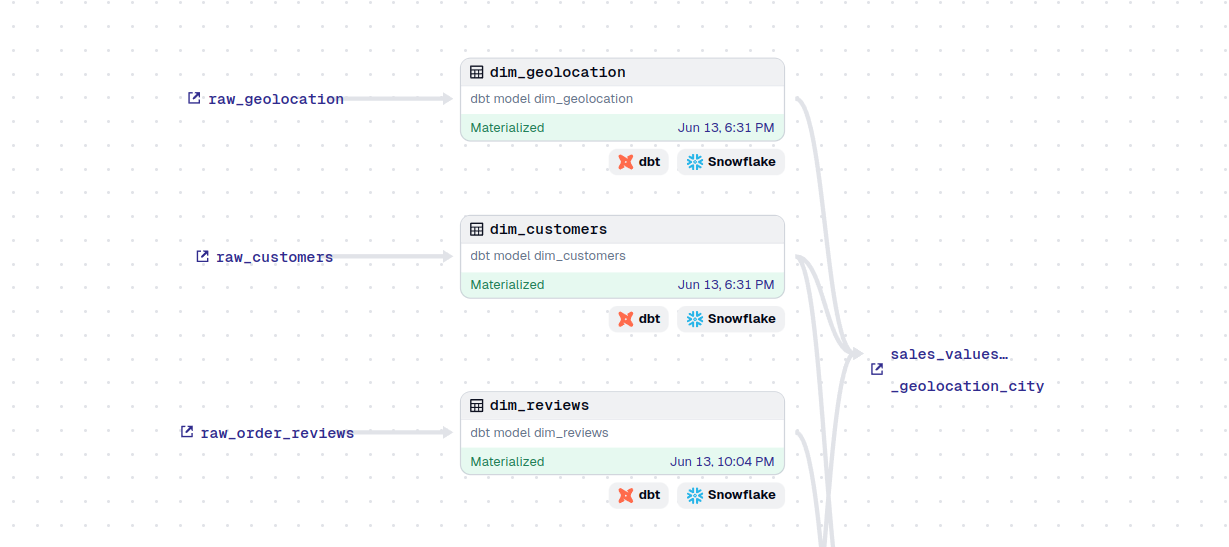 dim_geolocation
raw_geolocation
dbt model dim_geolocation
Materialized Jun 13, 6:31 PM
dbt Snowflake
dim_customers
raw_customers
dbt model dim_customers
Materialized Jun 13, 6:31 PM
dbt Snowflake
sales_values…
_geolocation_city
dim_reviews
raw_order_reviews
dbt model dim_reviews
Materialized Jun 13, 10:04 PM
dbt Snowflake